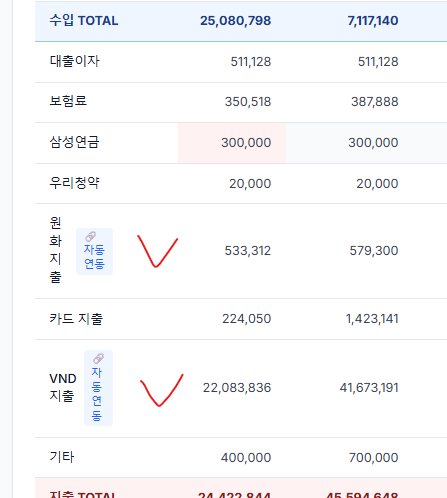 수입 TOTAL 25,080,798 7,117,140
대출이자 511,128 511,128
보험료 350,518 387,888
삼성연금 300,000 300,000
우리청약 20,000 20,000
원
화
지
출
자동
연동
533,312 579,300
카드 지출 224,050 1,423,141
VND
지출
자
동
연
동
22,083,836 41,673,191
기타 400,000 700,000
지출 TOTAL 24,422,844 45,594,648